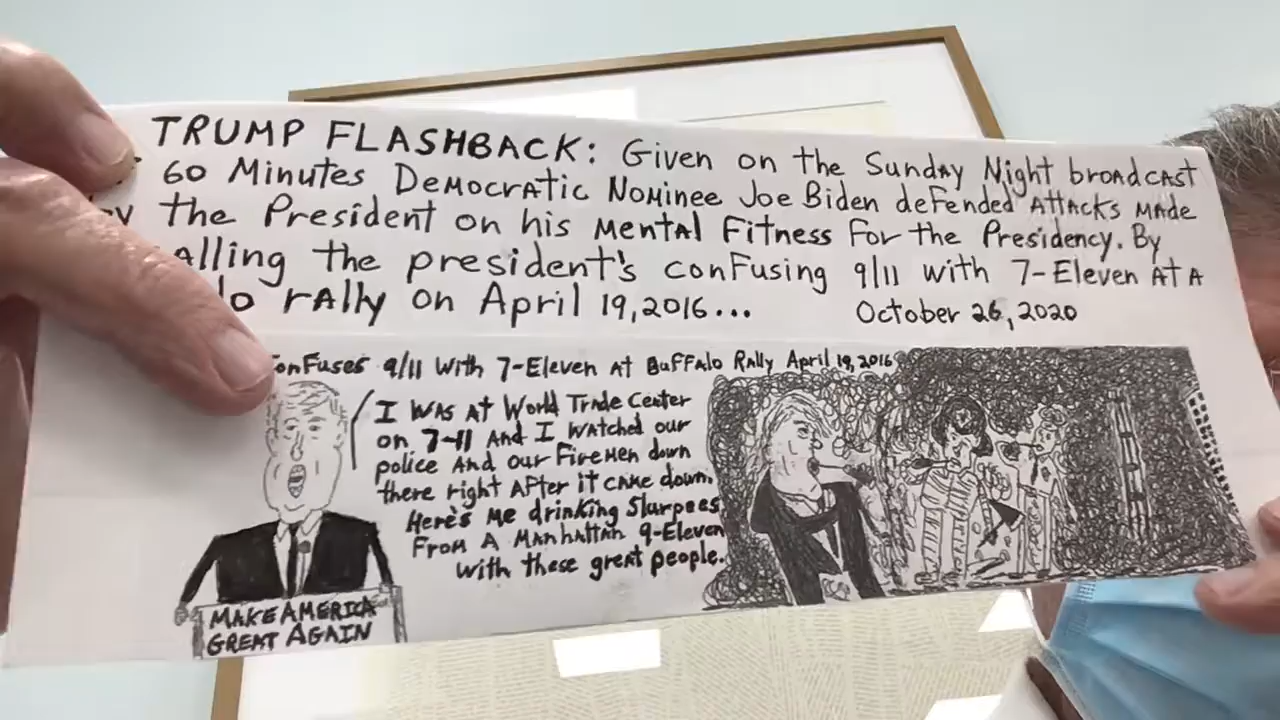 TRUMP FLASHBACK: Given on the Sunday Night broadcast
60 Minutes Democratic Nominee Joe Biden defended Attacks made
the President on his mental Fitness for the Presidency. By
alling the president's confusing 9/11 with 7-Eleven at a
lo rally on April 19, 2016...
October 26, 2020
onfuses 9/11 with 7-Eleven at Buffalo Rally April 19, 2016
I was at World Trade Center
on 7-11 and I watched our
police and our firemen down
there right after it came down.
Here's me drinking Slurpees
from a Manhattan 9-Eleven
with these great people.
MAKE AMERICA
GREAT AGAIN